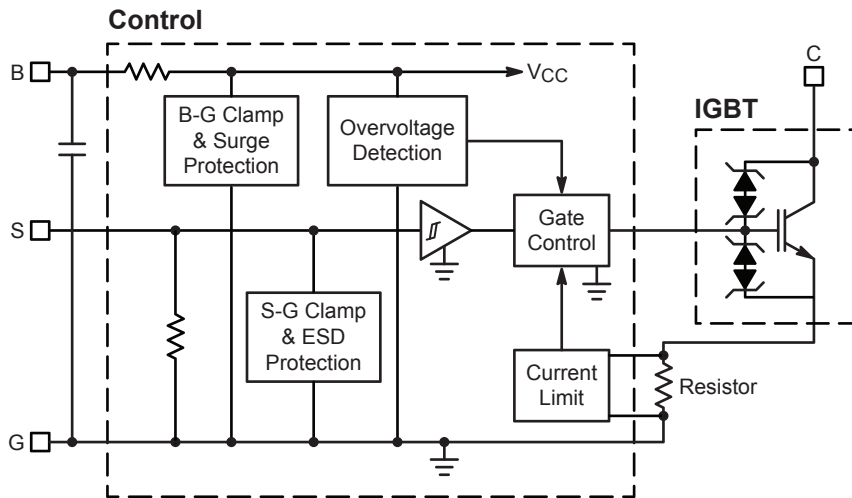 Control
B
VCC
C
IGBT
B-G Clamp
& Surge
Protection
Overvoltage
Detection
S
Gate
Control
S-G Clamp
& ESD
Protection
Current
Limit
Resistor
G